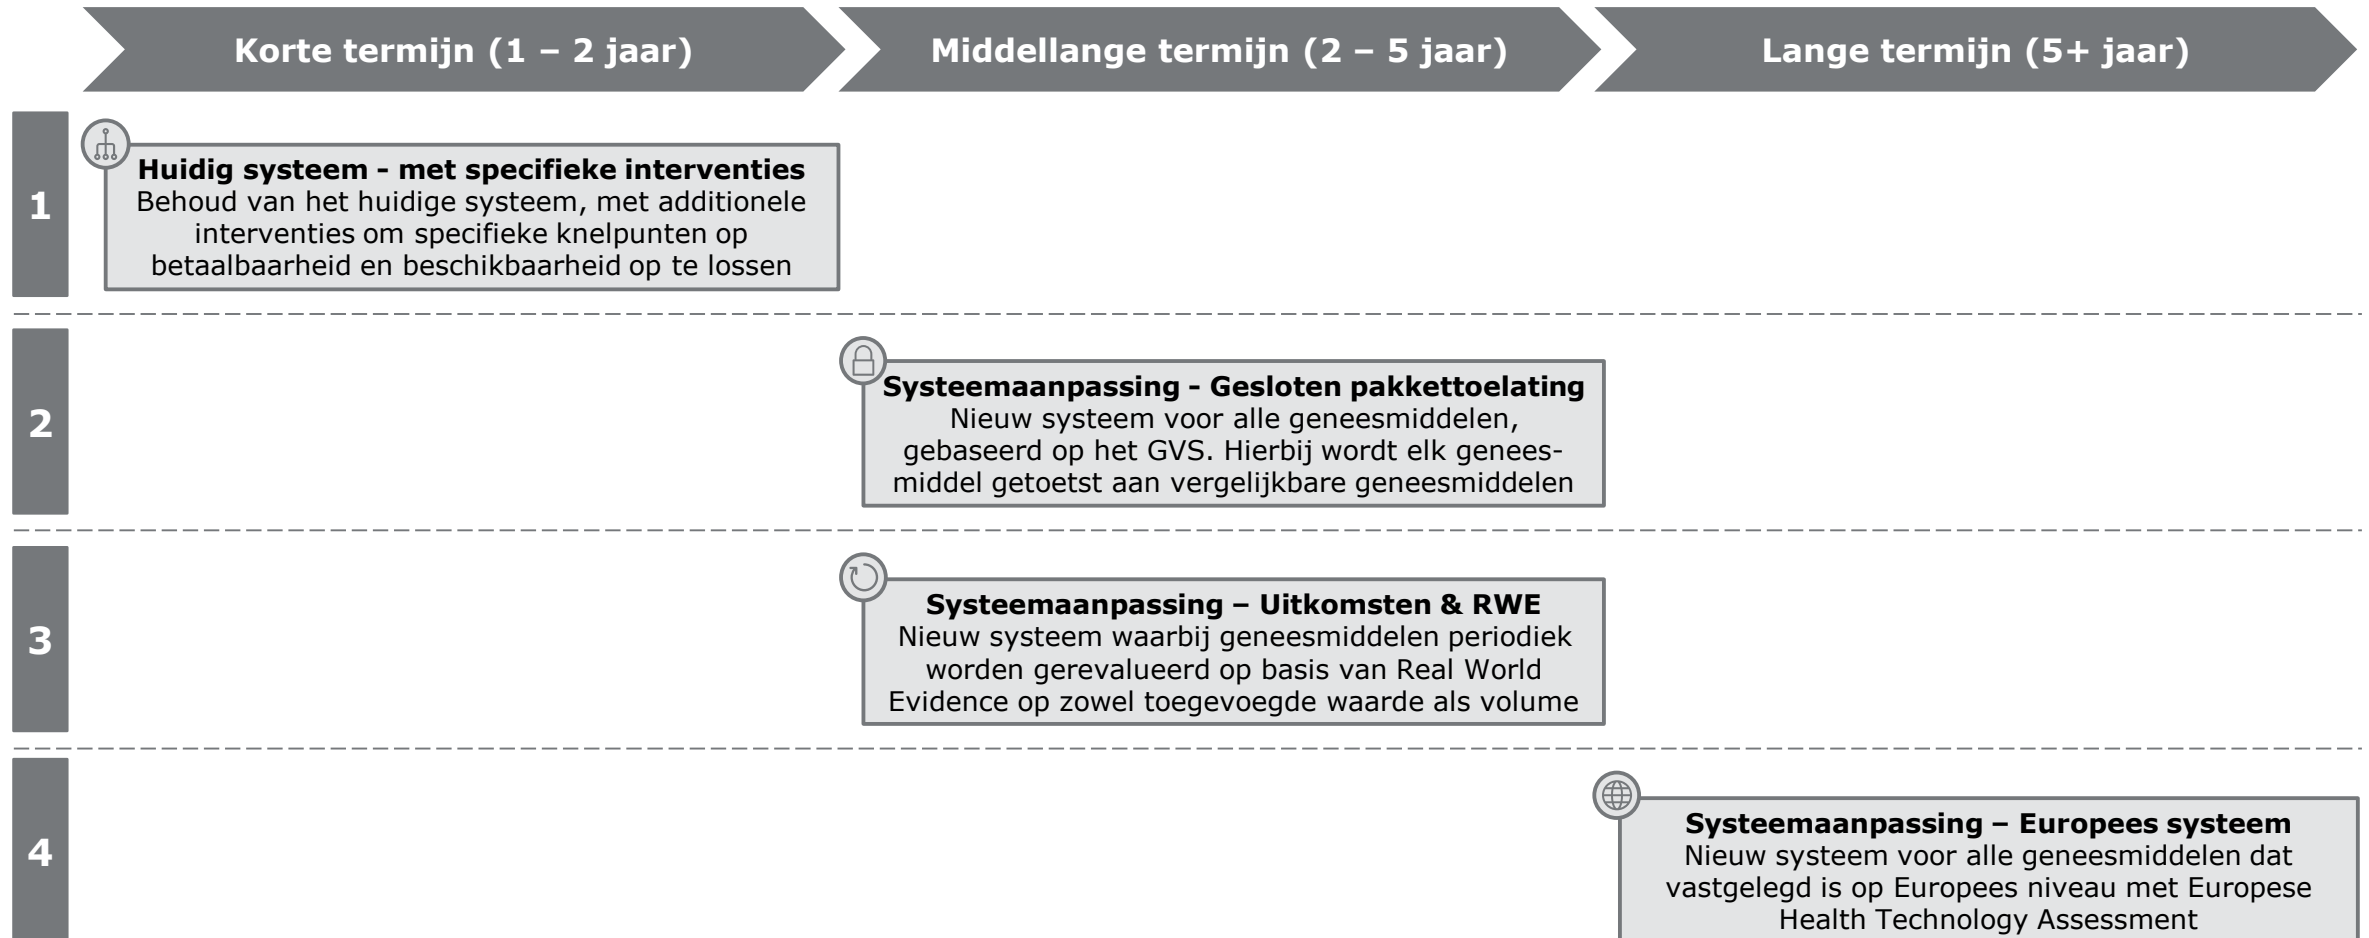 Korte termijn (1 – 2 jaar)
Middellange termijn (2 – 5 jaar)
Lange termijn (5+ jaar)
1
Huidig systeem - met specifieke interventies
Behoud van het huidige systeem, met additionele
interventies om specifieke knelpunten op
betaalbaarheid en beschikbaarheid op te lossen
2
Systeemaanpassing - Gesloten pakkettoelating
Nieuw systeem voor alle geneesmiddelen,
gebaseerd op het GVS. Hierbij wordt elk genees-
middel getoetst aan vergelijkbare geneesmiddelen
3
Systeemaanpassing – Uitkomsten & RWE
Nieuw systeem waarbij geneesmiddelen periodiek
worden gerevalueerd op basis van Real World
Evidence op zowel toegevoegde waarde als volume
4
Systeemaanpassing – Europees systeem
Nieuw systeem voor alle geneesmiddelen dat
vastgelegd is op Europees niveau met Europese
Health Technology Assessment